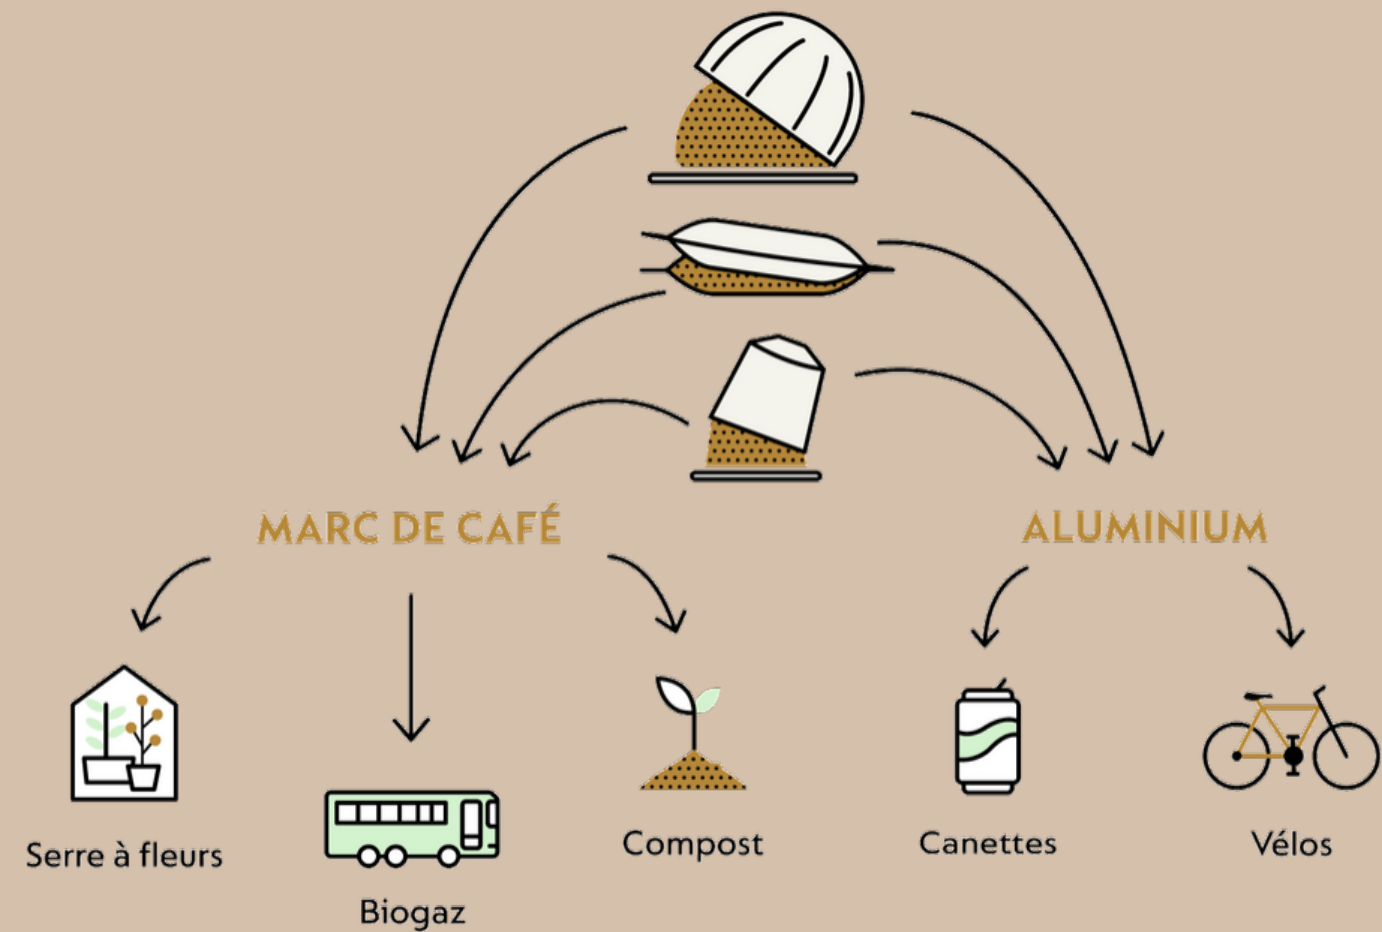 MARC DE CAFÉ
ALUMINIUM
Serre à fleurs
Biogaz
Compost
Canettes
Vélos